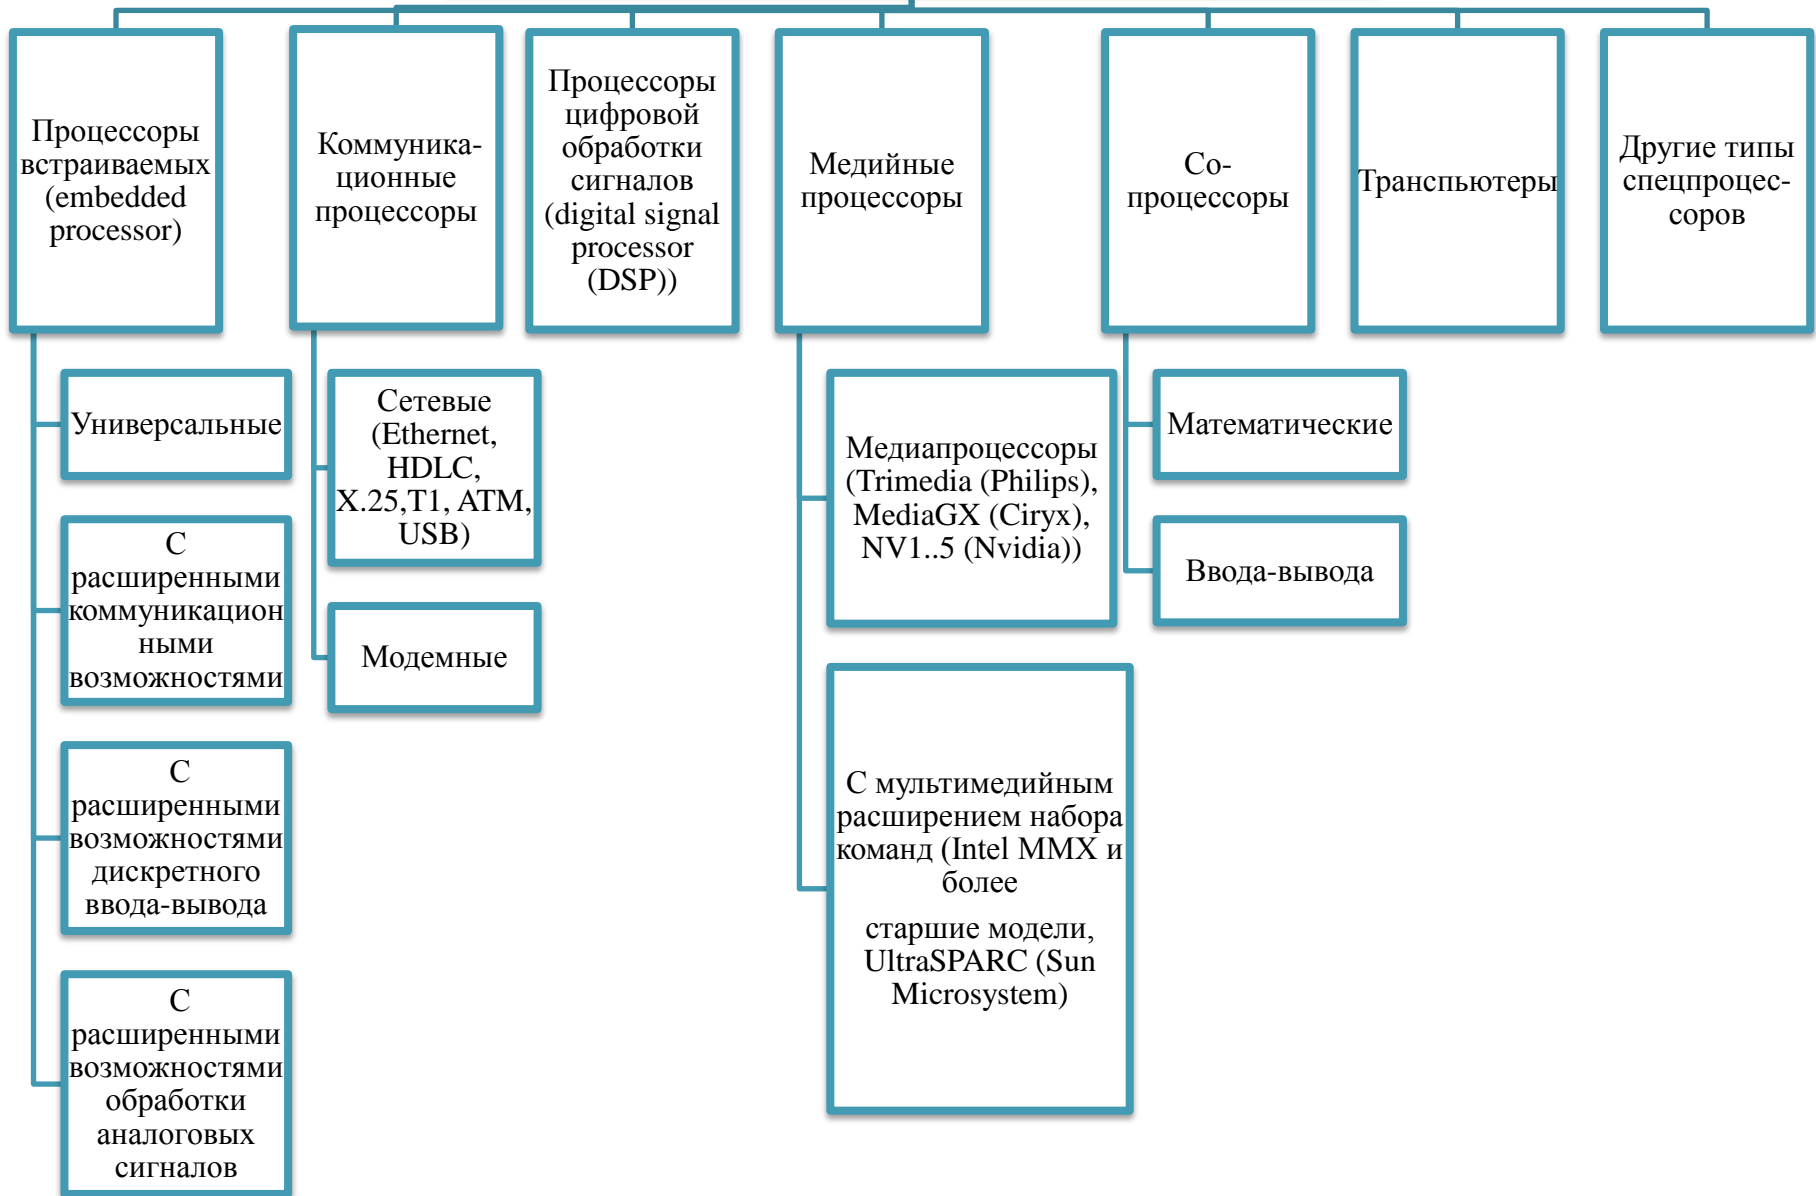 Процессоры
встраиваемых
(embedded
processor)
Универсальные
С
расширенными
коммуникацион
ными
возможностями
С
расширенными
возможностями
дискретного
ввода-вывода
С
расширенными
возможностями
обработки
аналоговых
сигналов
Коммуника-
ционные
процессоры
Сетевые
(Ethernet,
HDLC,
X.25,T1, ATM,
USB)
Модемные
Процессоры
цифровой
обработки
сигналов
(digital signal
processor
(DSP))
Медийные
процессоры
Медиапроцессоры
(Trimedia (Philips),
MediaGX (Ciryx),
NV1..5 (Nvidia))
С мультимедийным
расширением набора
команд (Intel MMX и
более
старшие модели,
UltraSPARC (Sun
Microsystem)
Со-
процессоры
Математические
Ввода-вывода
Транспьютеры
Другие типы
спецпроцес-
соров